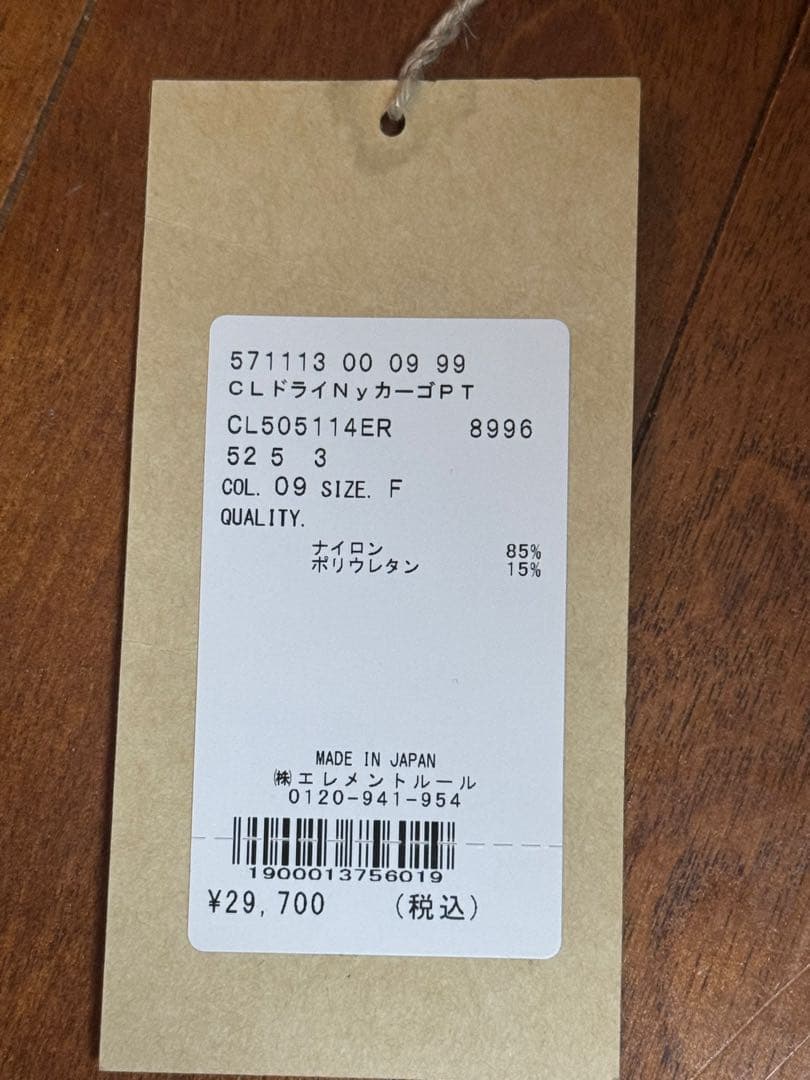 571113 00 09 99
CLドライNyカーゴPT
CL505114ER 8996
52 5 3
COL. 09 SIZE. F
QUALITY.
ナイロン 85%
ポリウレタン 15%
MADE IN JAPAN
㈱エレメントルール
0120-941-954
1900013756019
¥29,700 (税込)